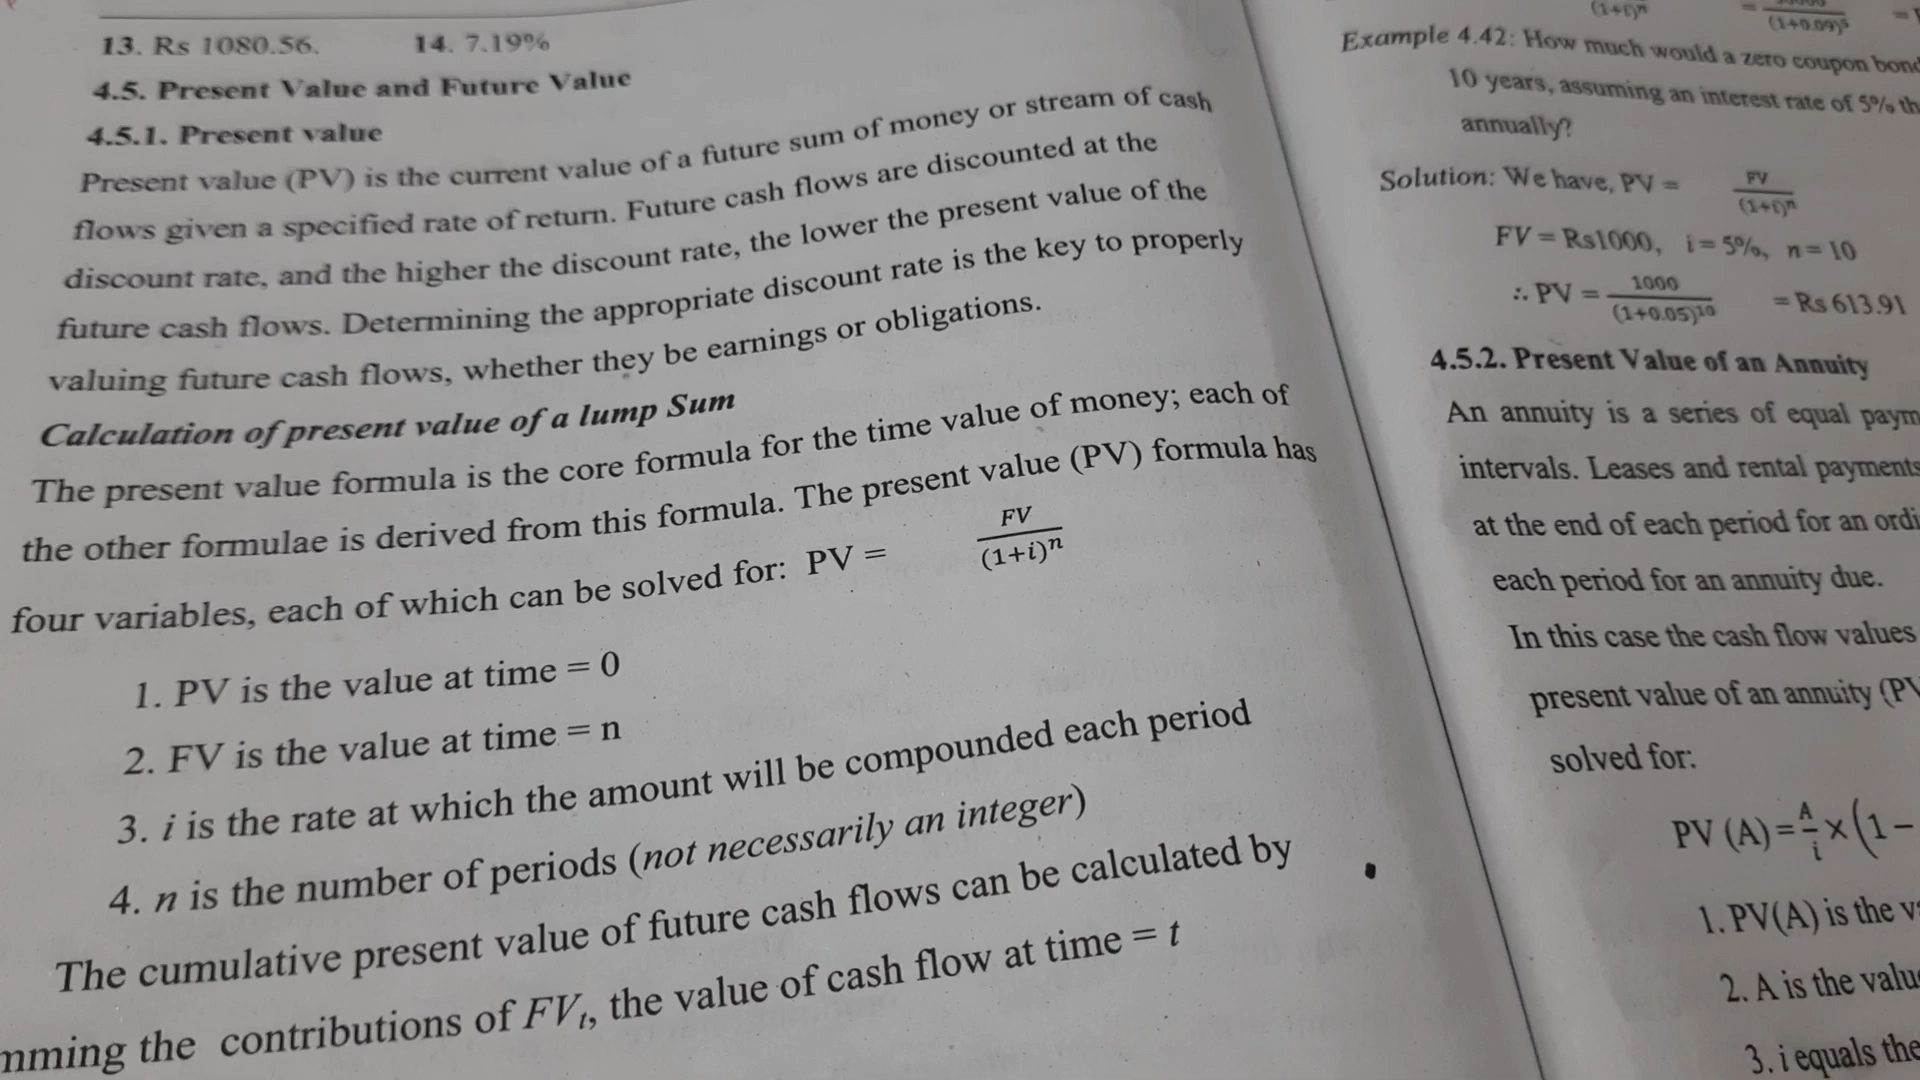 13. Rs 1080.56. 14. 7.19%
4.5. Present Value and Future Value
4.5.1. Present value
Present value (PV) is the current value of a future sum of money or stream of cash
flows given a specified rate of return. Future cash flows are discounted at the
discount rate, and the higher the discount rate, the lower the present value of the
future cash flows. Determining the appropriate discount rate is the key to properly
valuing future cash flows, whether they be earnings or obligations.
Calculation of present value of a lump Sum
The present value formula is the core formula for the time value of money; each of
the other formulae is derived from this formula. The present value (PV) formula has
four variables, each of which can be solved for: PV = FV/(1+i)^n
1. PV is the value at time = 0
2. FV is the value at time = n
3. i is the rate at which the amount will be compounded each period
4. n is the number of periods (not necessarily an integer)
The cumulative present value of future cash flows can be calculated by
mming the contributions of FVt, the value of cash flow at time = t
(1+i)^n = (1+0.09)^5 =
Example 4.42: How much would a zero coupon bond
10 years, assuming an interest rate of 5% th
annually?
Solution: We have, PV = FV/(1+i)^n
FV = Rs1000, i = 5%, n = 10
∴ PV = 1000/(1+0.05)^10 = Rs 613.91
4.5.2. Present Value of an Annuity
An annuity is a series of equal paym
intervals. Leases and rental payments
at the end of each period for an ordi
each period for an annuity due.
In this case the cash flow values
present value of an annuity (PV
solved for:
PV (A) = A/i × (1 −
1. PV(A) is the va
2. A is the value
3. i equals the